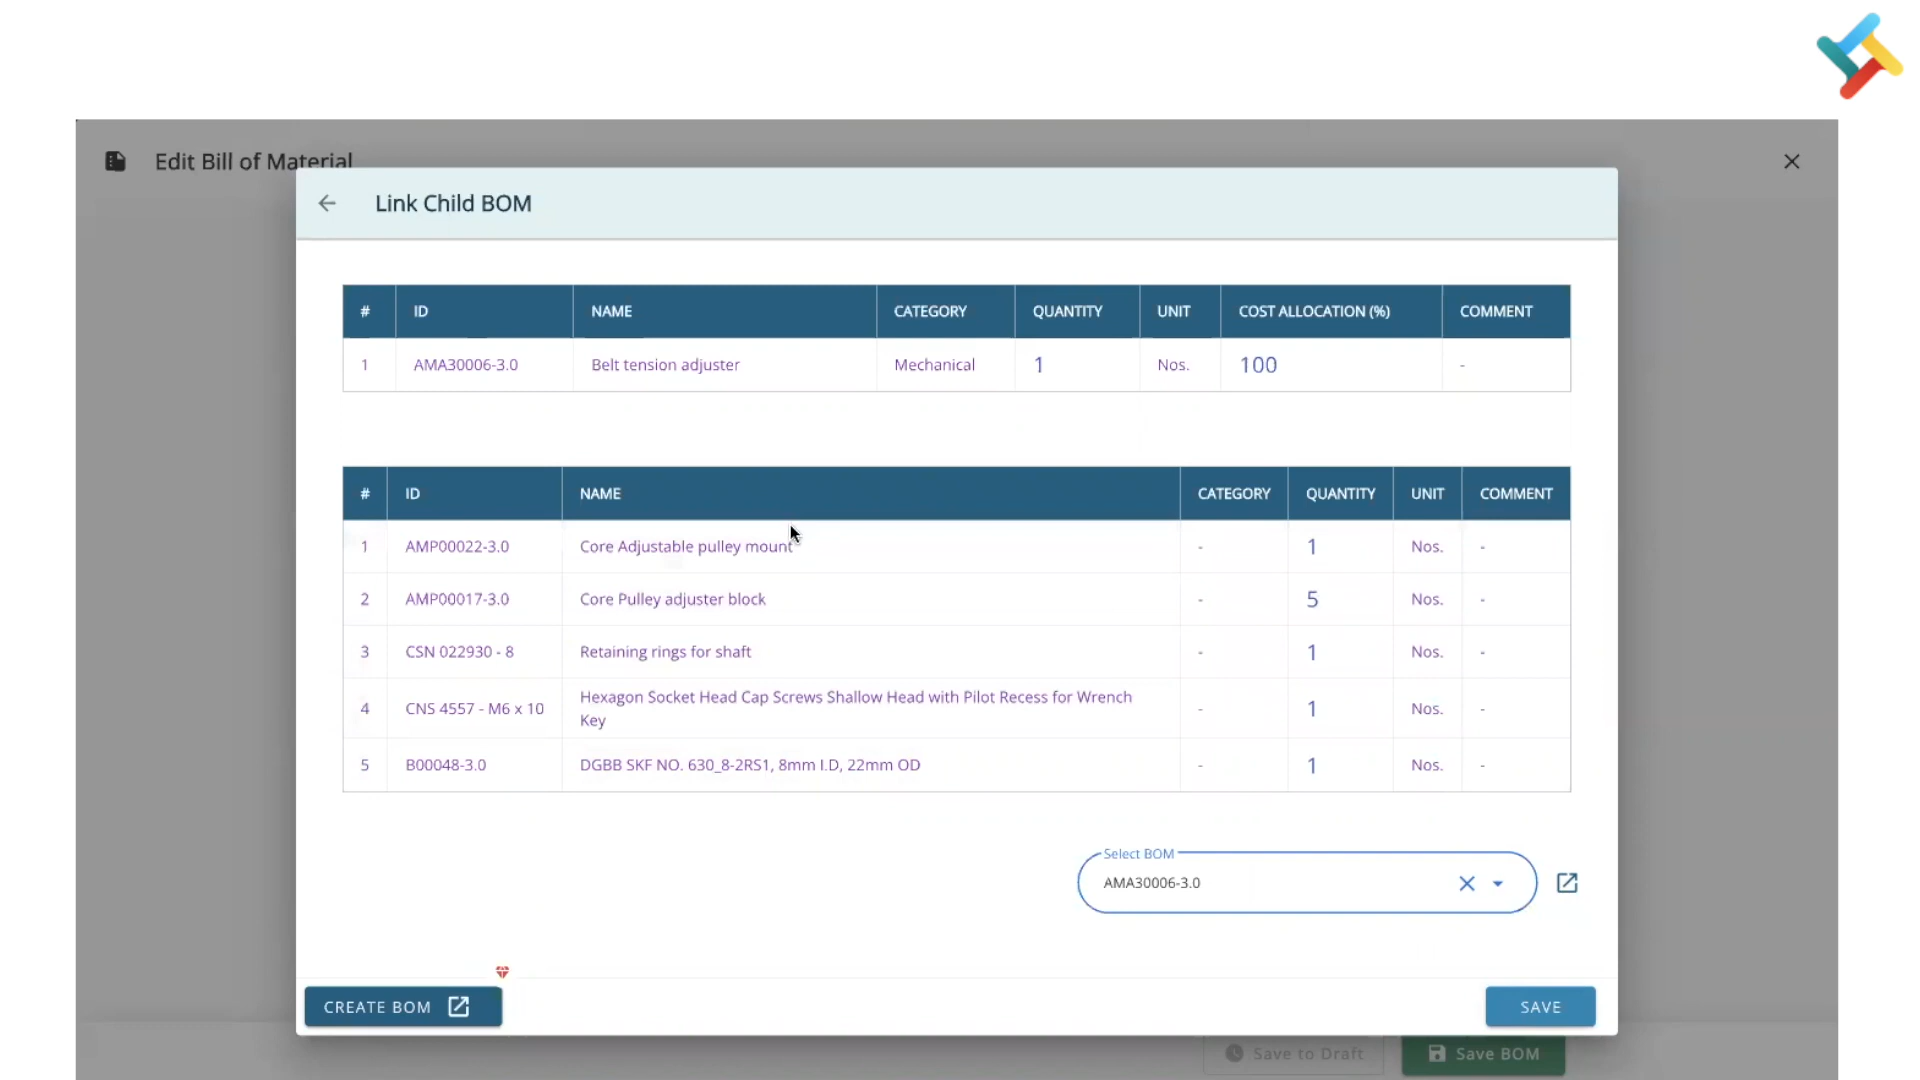 Edit Bill of Material
Link Child BOM
# ID NAME CATEGORY QUANTITY UNIT COST ALLOCATION (%) COMMENT
1 AMA30006-3.0 Belt tension adjuster Mechanical 1 Nos. 100 -
# ID NAME CATEGORY QUANTITY UNIT COMMENT
1 AMP00022-3.0 Core Adjustable pulley mount - 1 Nos. -
2 AMP00017-3.0 Core Pulley adjuster block - 5 Nos. -
3 CSN 022930 - 8 Retaining rings for shaft - 1 Nos. -
4 CNS 4557 - M6 x 10 Hexagon Socket Head Cap Screws Shallow Head with Pilot Recess for Wrench
Key - 1 Nos. -
5 B00048-3.0 DGBB SKF NO. 630_8-2RS1, 8mm I.D, 22mm OD - 1 Nos. -
Select BOM
AMA30006-3.0
CREATE BOM SAVE
Save to Draft Save BOM